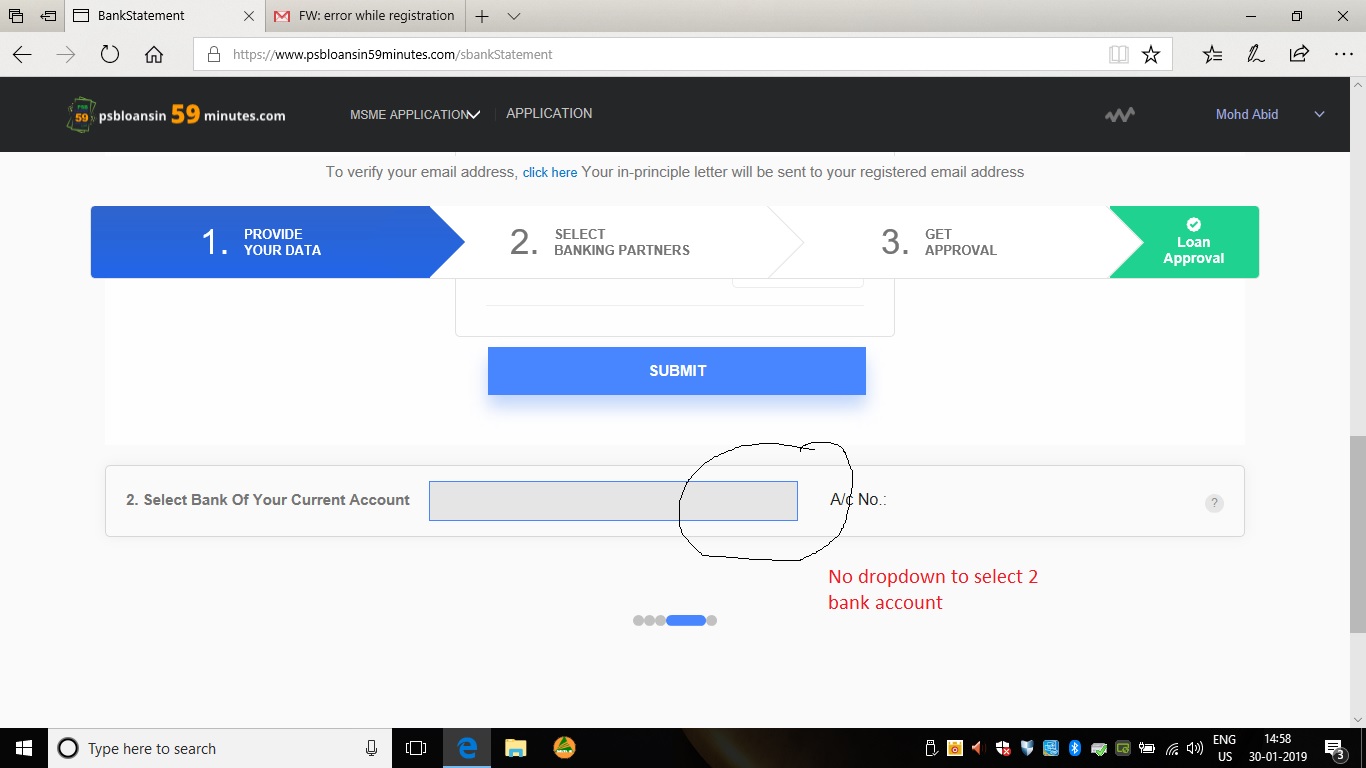 BankStatement
FW: error while registration
https://www.psbloansin59minutes.com/sbankStatement
PSB
59
psbloansin 59 minutes.com
MSME APPLICATION
APPLICATION
Mohd Abid
To verify your email address, click here Your in-principle letter will be sent to your registered email address
1. PROVIDE
YOUR DATA
2. SELECT
BANKING PARTNERS
3. GET
APPROVAL
Loan
Approval
SUBMIT
2. Select Bank Of Your Current Account
A/c No.:
?
No dropdown to select 2
bank account
Type here to search
ENG
US
14:58
30-01-2019
3